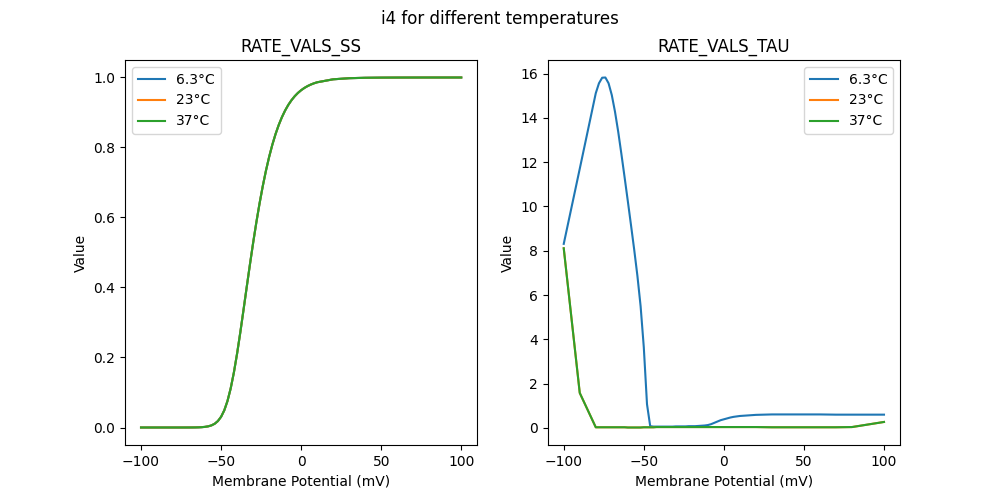 i4 for different temperatures
RATE_VALS_SS
6.3°C
23°C
37°C
Value
1.0
0.8
0.6
0.4
0.2
0.0
−100
−50
0
50
100
Membrane Potential (mV)
RATE_VALS_TAU
6.3°C
23°C
37°C
Value
16
14
12
10
8
6
4
2
0
−100
−50
0
50
100
Membrane Potential (mV)